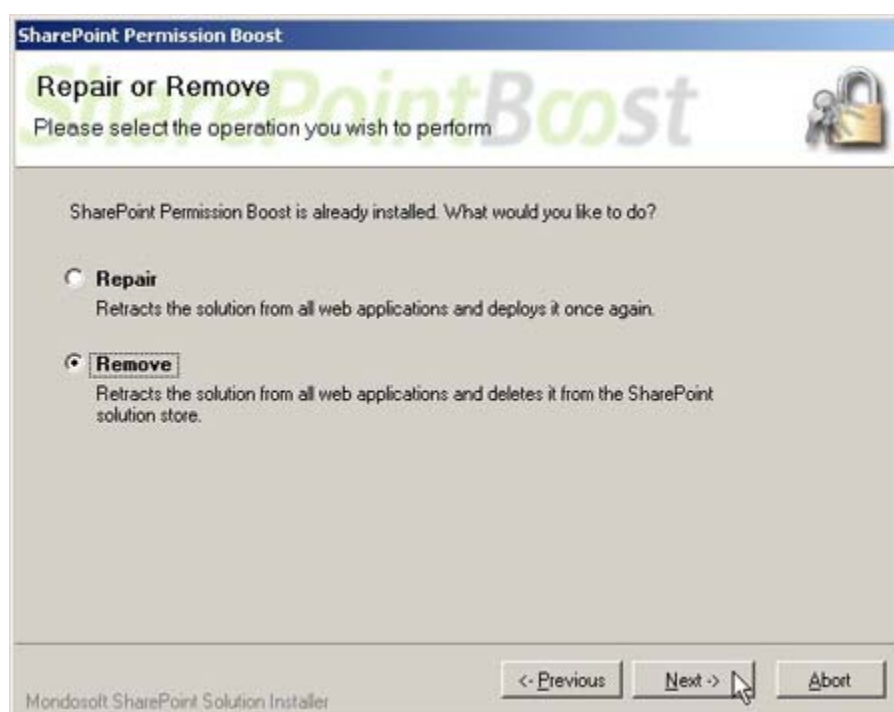 SharePoint Permission Boost
Repair or Remove
SharePointBoost
Please select the operation you wish to perform
SharePoint Permission Boost is already installed. What would you like to do?
Repair
Retracts the solution from all web applications and deploys it once again.
Remove
Retracts the solution from all web applications and deletes it from the SharePoint
solution store.
<- Previous
Next ->
Abort
Mondosoft SharePoint Solution Installer